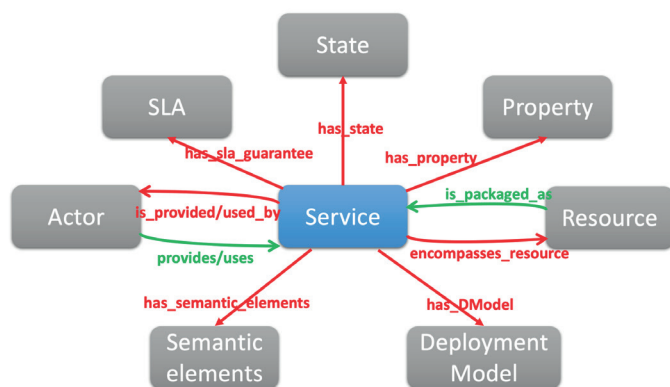 State
SLA
Property
has_state
has_sla_guarantee
has_property
is_packaged_as
Actor
is_provided/used_by
Service
Resource
provides/uses
encompasses_resource
has_semantic_elements
has_DModel
Semantic
elements
Deployment
Model